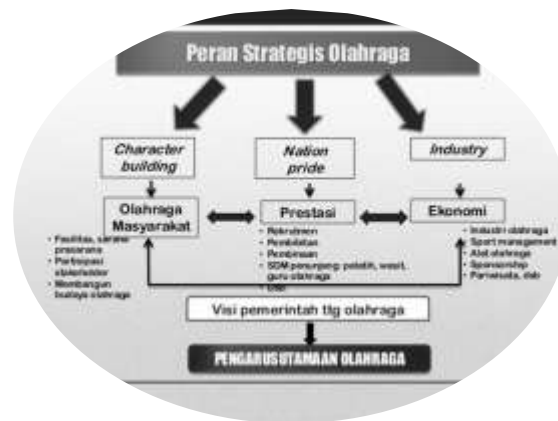 Peran Strategis Olahraga
Character
building
Nation
pride
Industry
Olahraga
Masyarakat
Prestasi
Ekonomi
• Fasilitas, sarana
prasarana
• Partisipasi
stakeholder
• Membangun
budaya olahraga
• Rekrutmen
• Pembibitan
• Pembinaan
• SDM penunjang: pelatih, wasit,
guru olahraga
• Industri olahraga
• Sport management
• Alat olahraga
• Sponsorship
• Pariwisata, dsb
Visi pemerintah ttg olahraga
PENGARUSUTAMAAN OLAHRAGA